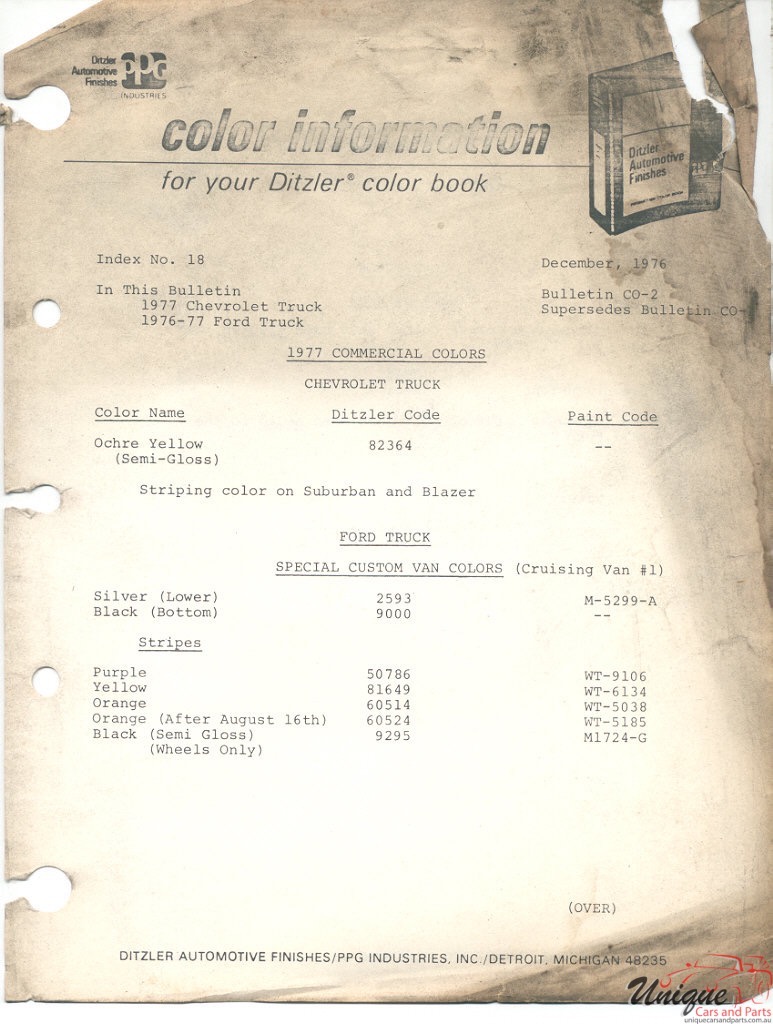 Ditzler
Automotive
Finishes
PPG
INDUSTRIES
color information
for your Ditzler® color book
Ditzler
Automotive
Finishes
PPG
Index No. 18
December, 1976
In This Bulletin
Bulletin CO-2
1977 Chevrolet Truck
Supersedes Bulletin CO-
1976-77 Ford Truck
1977 COMMERCIAL COLORS
CHEVROLET TRUCK
Color Name Ditzler Code Paint Code
Ochre Yellow 82364 --
(Semi-Gloss)
Striping color on Suburban and Blazer
FORD TRUCK
SPECIAL CUSTOM VAN COLORS (Cruising Van #1)
Silver (Lower) 2593 M-5299-A
Black (Bottom) 9000 --
Stripes
Purple 50786 WT-9106
Yellow 81649 WT-6134
Orange 60514 WT-5038
Orange (After August 16th) 60524 WT-5185
Black (Semi Gloss) 9295 M1724-G
(Wheels Only)
(OVER)
DITZLER AUTOMOTIVE FINISHES/PPG INDUSTRIES, INC./DETROIT, MICHIGAN 48235
Unique
Cars and Parts
uniquecarsandparts.com.au